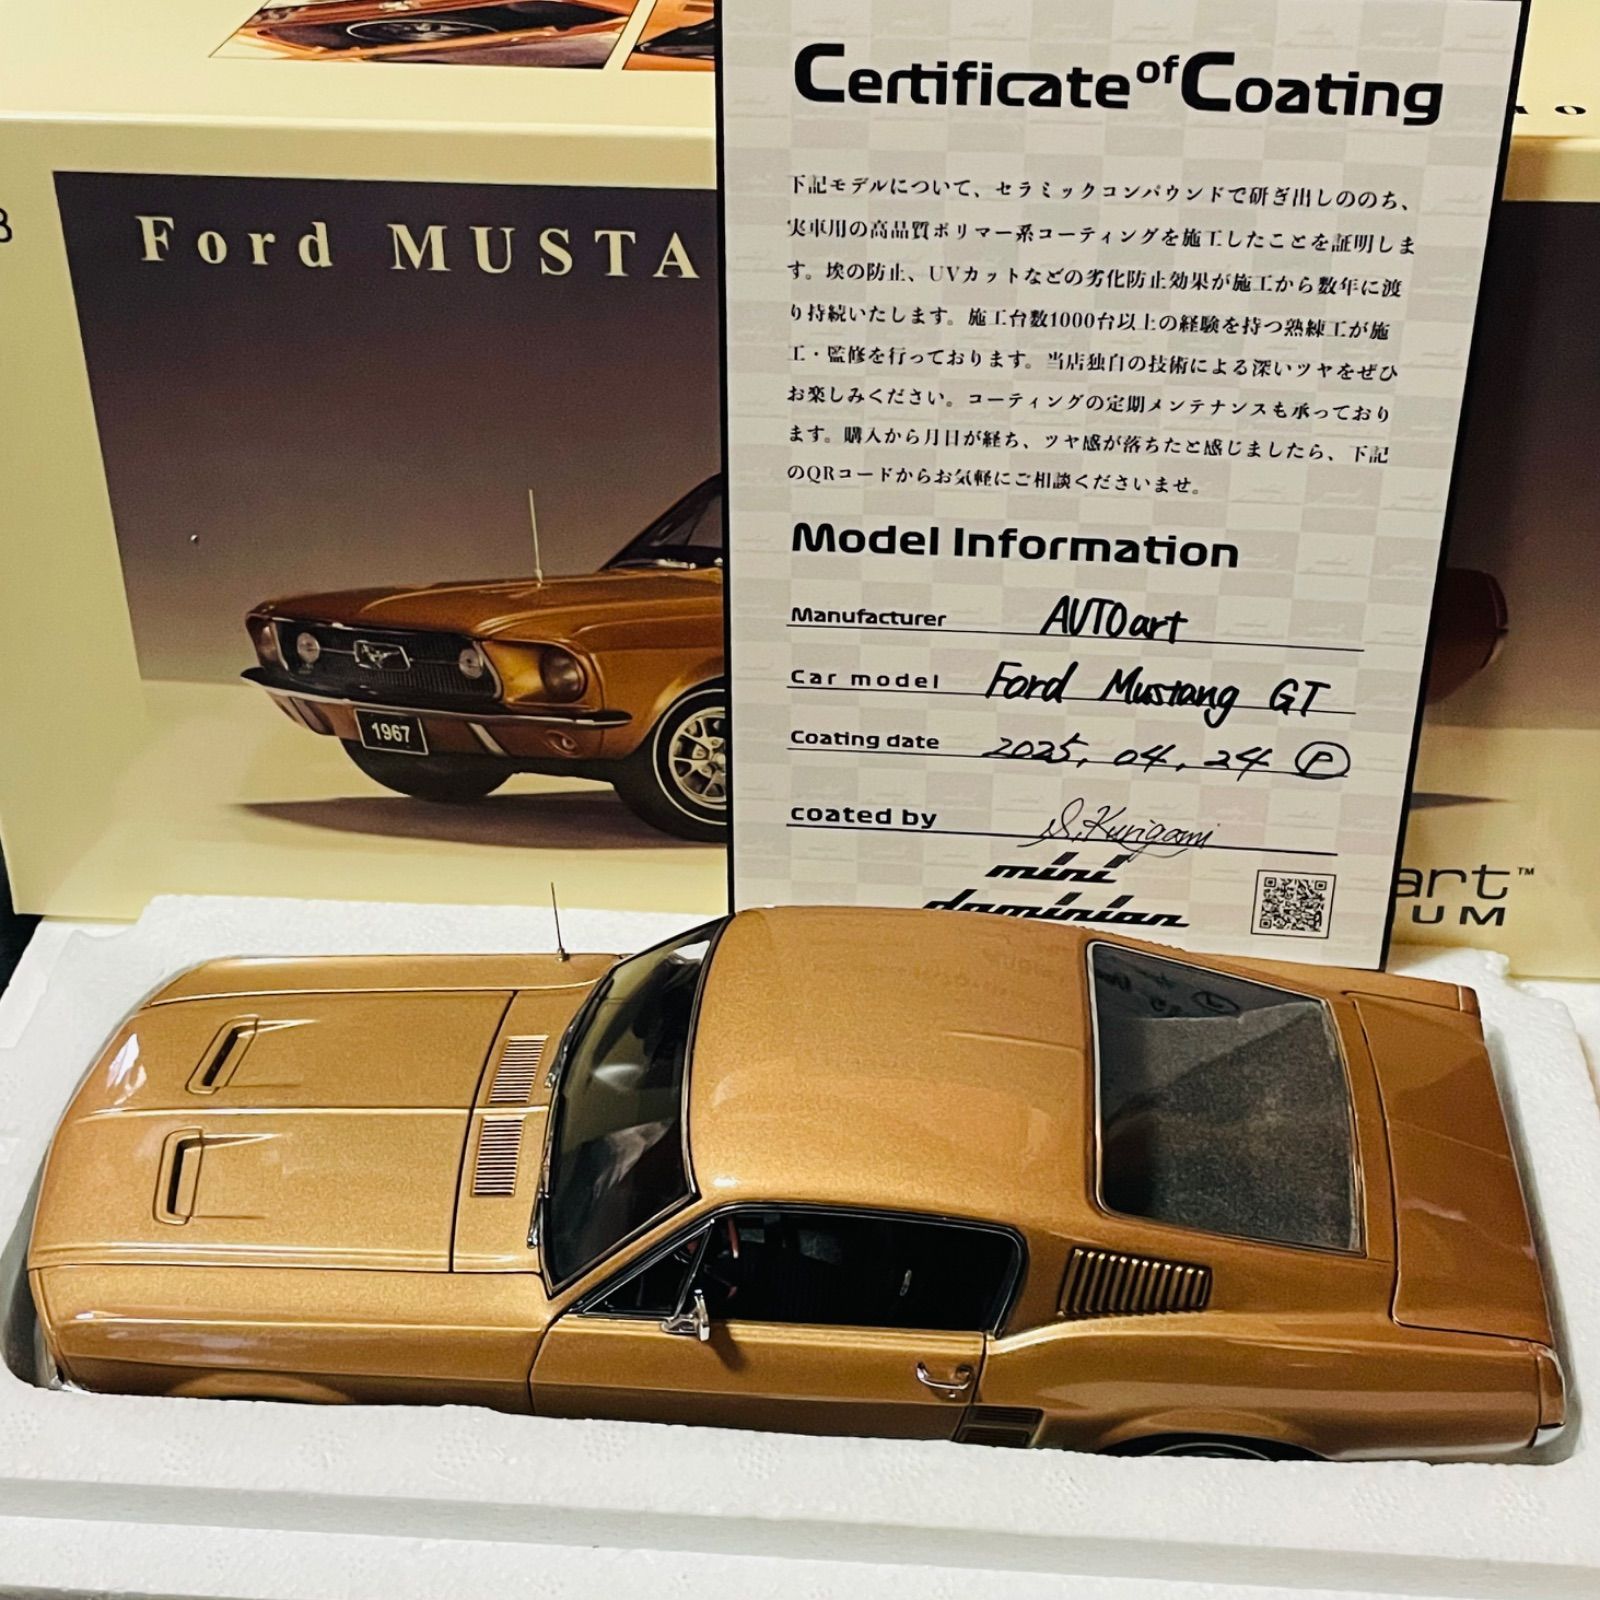 Certificate of Coating
下記モデルについて、セラミックコンパウンドで研ぎ出しののち、
実車用の高品質ポリマー系コーティングを施工したことを証明しま
す。埃の防止、UVカットなどの劣化防止効果が施工から数年に渡
り持続いたします。施工台数1000台以上の経験を持つ熟練工が施
工・監修を行っております。当店独自の技術による深いツヤをぜひ
お楽しみください。コーティングの定期メンテナンスも承っており
ます。購入から月日が経ち、ツヤ感が落ちたと感じましたら、下記
のQRコードからお気軽にご相談くださいませ。
Model Information
Manufacturer AUTOart
Car model Ford Mustang GT
Coating date 2025, 04, 24 Ⓟ
coated by S.Kurigami
mini
dominian
Ford MUSTA
1967
art™
IUM